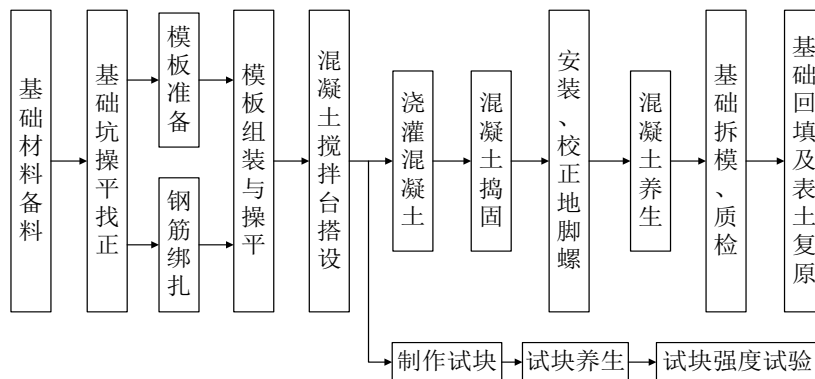 基础材料备料
基础坑操平找正
模板准备
钢筋绑扎
模板组装与操平
混凝土搅拌台搭设
浇灌混凝土
混凝土捣固
安装、校正地脚螺
混凝土养生
基础拆模、质检
基础回填及表土复原
制作试块
试块养生
试块强度试验